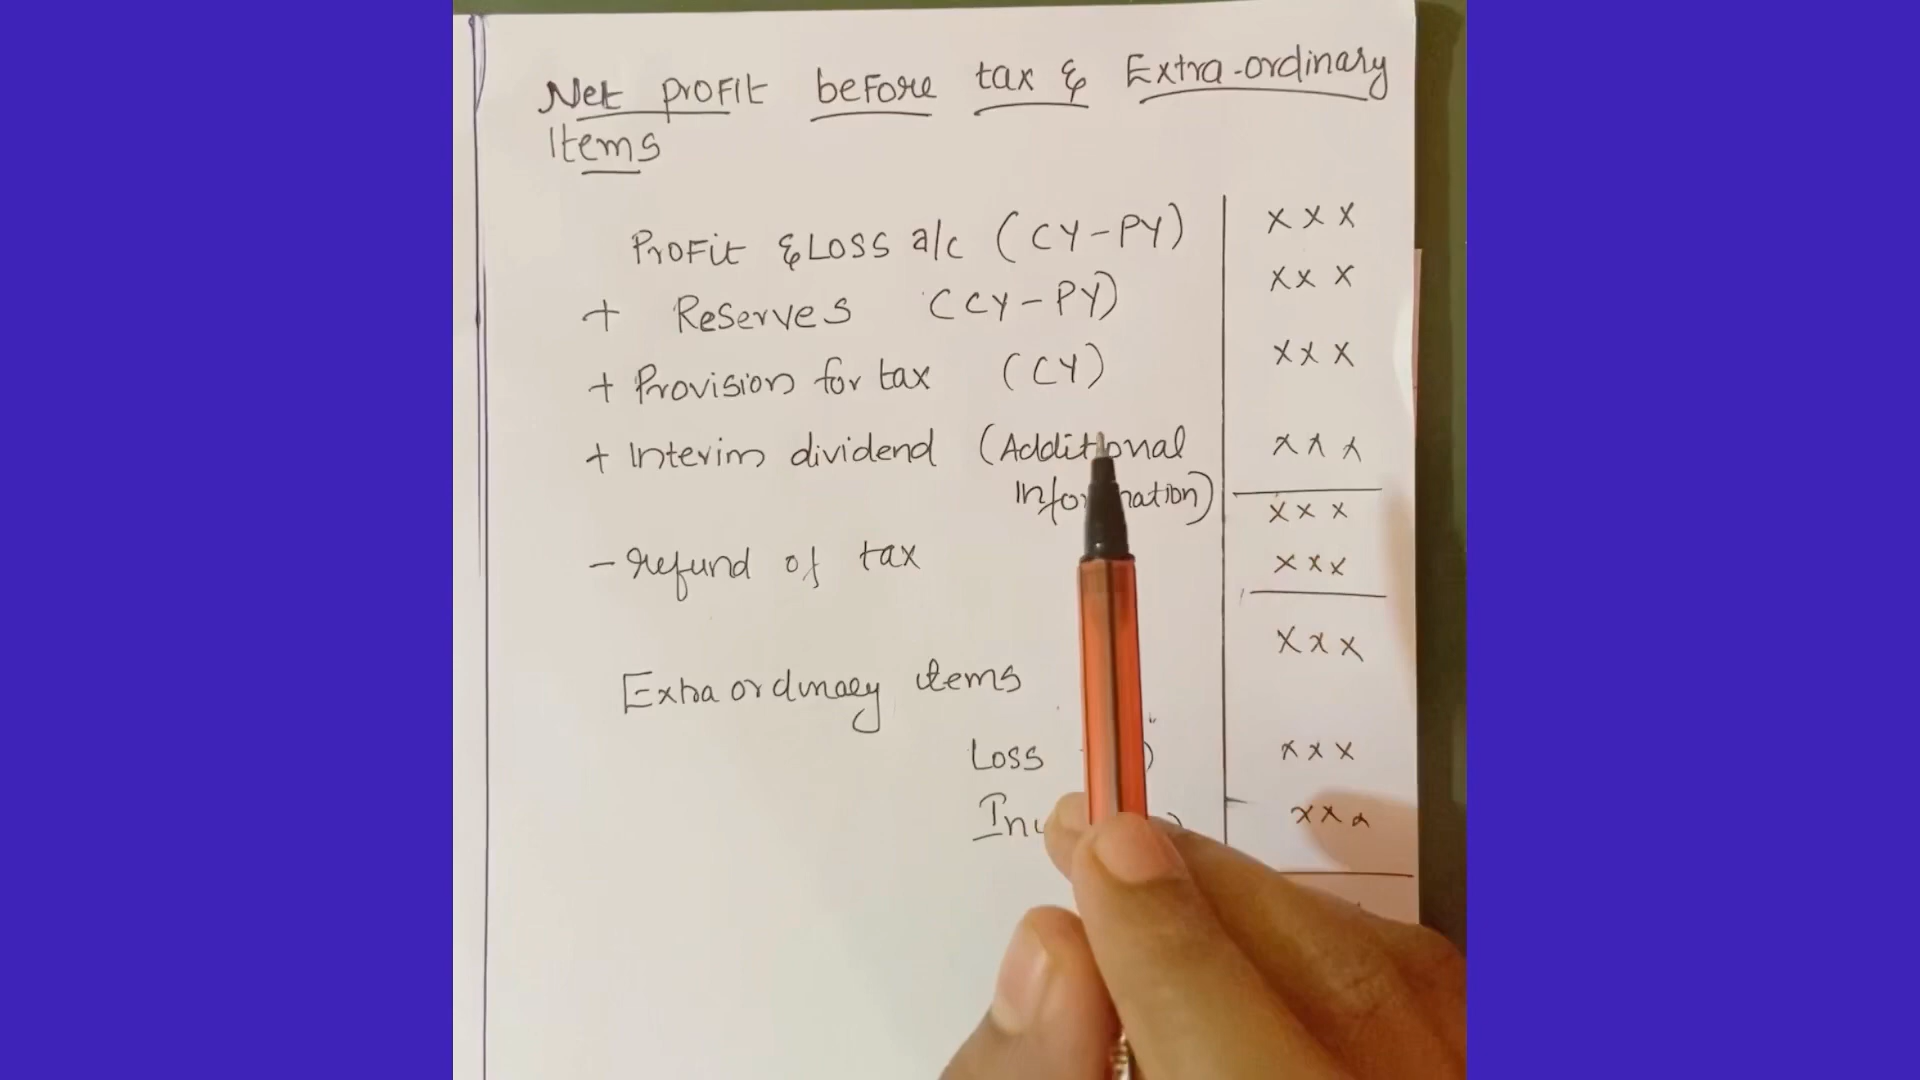 Net profit before tax & Extra-ordinary
Items
Profit & Loss a/c (CY-PY) xxx
+ Reserves (CY-PY) xxx
+ Provision for tax (CY) xxx
+ Interim dividend (Additional xxx
Information)
xxx
- refund of tax xxx
xxx
Extraordinary items
Loss xxx
xxx